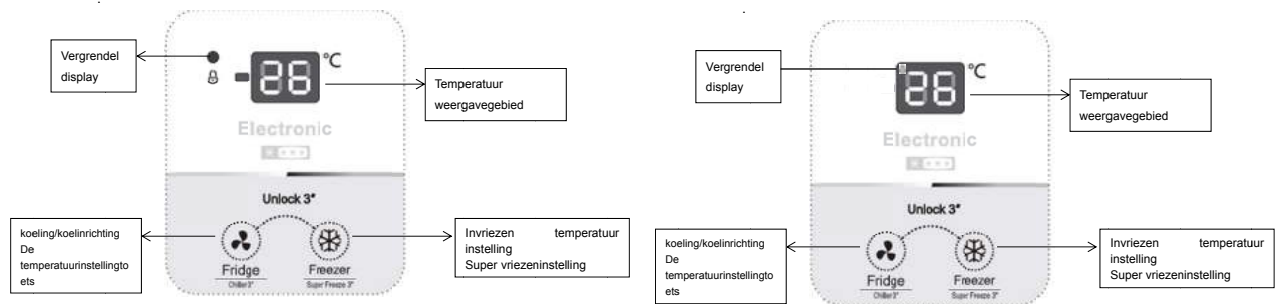 Vergrendel
display
88
°C
Temperatuur
weergavegebied
Electronic
Unlock 3"
koeling/koelinrichting
De
temperatuurinstellingto
ets
Fridge
Chiller 3"
Freezer
Super Freeze 3"
Invriezen temperatuur
instelling
Super vriezeninstelling
Vergrendel
display
88
°C
Temperatuur
weergavegebied
Electronic
Unlock 3"
koeling/koelinrichting
De
temperatuurinstellingto
ets
Fridge
Chiller 3"
Freezer
Super Freeze 3"
Invriezen temperatuur
instelling
Super vriezeninstelling